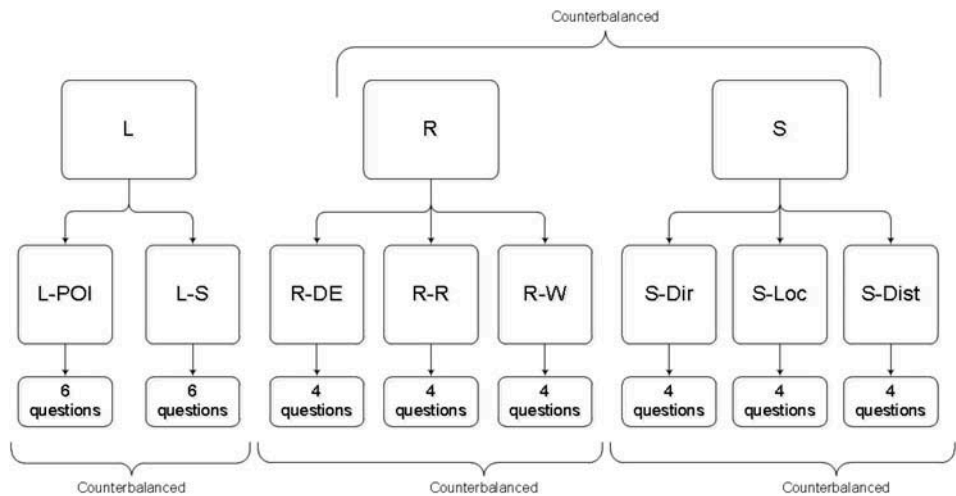 Counterbalanced
L
R
S
L-POI
L-S
R-DE
R-R
R-W
S-Dir
S-Loc
S-Dist
6
questions
6
questions
4
questions
4
questions
4
questions
4
questions
4
questions
4
questions
Counterbalanced
Counterbalanced
Counterbalanced